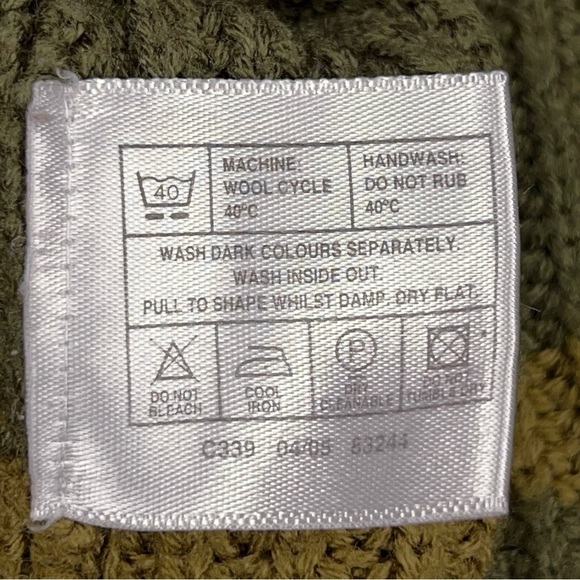 40
MACHINE:
WOOL CYCLE
40°C
HANDWASH:
DO NOT RUB
40°C
WASH DARK COLOURS SEPARATELY.
WASH INSIDE OUT.
PULL TO SHAPE WHILST DAMP. DRY FLAT.
DO NOT
BLEACH
COOL
IRON
P
DRY
CLEANABLE
DO NOT
TUMBLE DRY
C339 04/05 83244